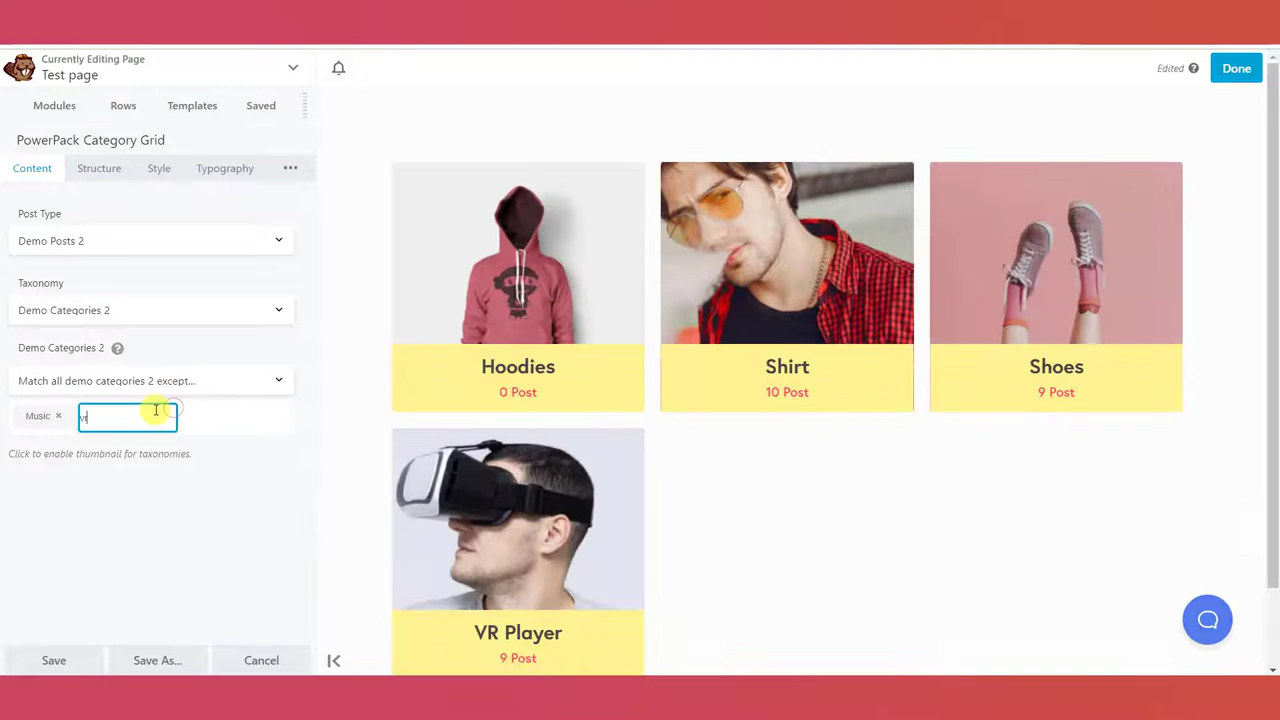 Currently Editing Page
Test page
Edited
Done
Modules Rows Templates Saved
PowerPack Category Grid
Content Structure Style Typography
Post Type
Demo Posts 2
Taxonomy
Demo Categories 2
Demo Categories 2
Match all demo categories 2 except...
Music
vr
Click to enable thumbnail for taxonomies.
Save Save As... Cancel
Hoodies
0 Post
Shirt
10 Post
Shoes
9 Post
VR Player
9 Post